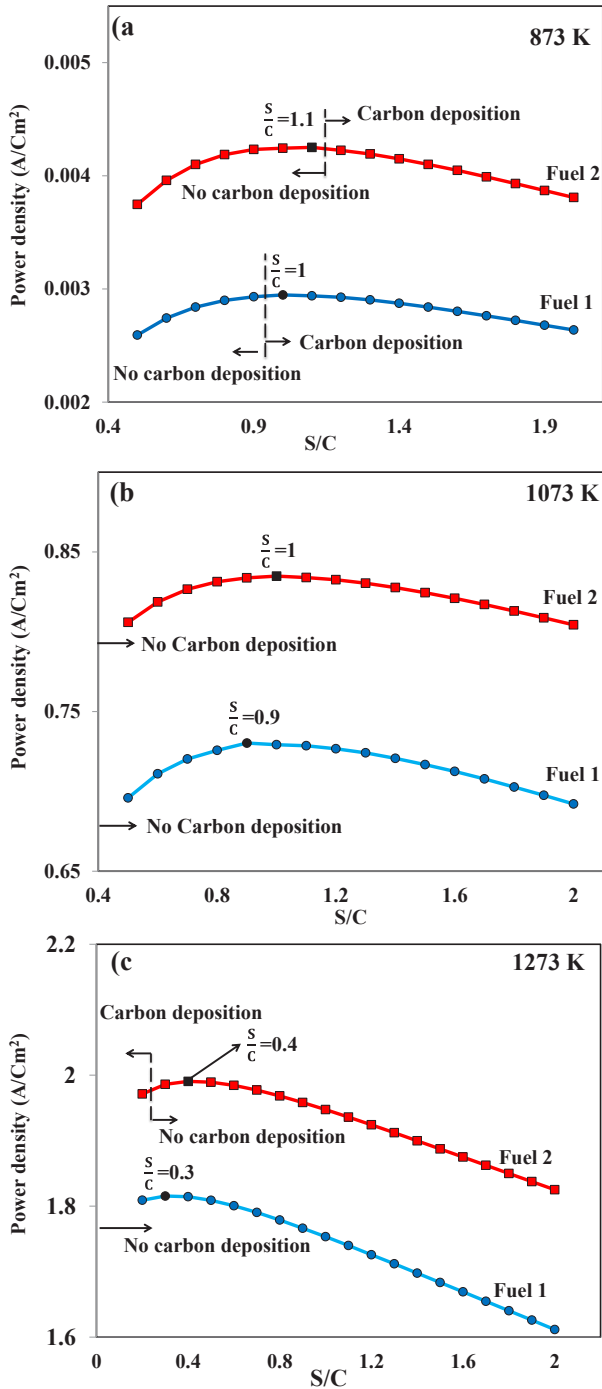 (a
873 K
0.005
S/C=1.1
Carbon deposition
Fuel 2
0.004
No carbon deposition
Power density (A/Cm²)
S/C=1
0.003
Fuel 1
Carbon deposition
No carbon deposition
0.002
0.4 0.9 1.4 1.9
S/C
(b
1073 K
S/C=1
0.85
Fuel 2
No Carbon deposition
Power density (A/Cm²)
S/C=0.9
0.75
Fuel 1
No Carbon deposition
0.65
0.4 0.8 1.2 1.6 2
S/C
2.2
(c
1273 K
Carbon deposition
S/C=0.4
2
No carbon deposition
Power density (A/Cm²)
Fuel 2
S/C=0.3
1.8
No carbon deposition
Fuel 1
1.6
0 0.4 0.8 1.2 1.6 2
S/C